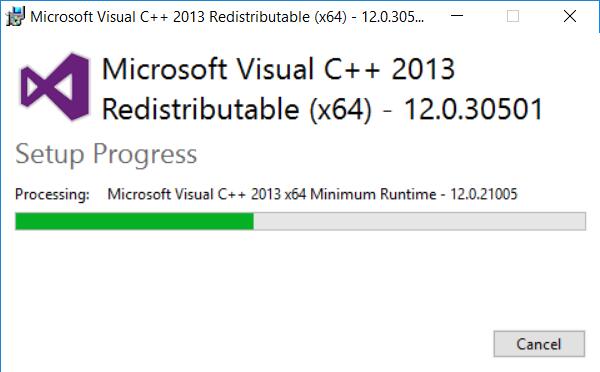 Microsoft Visual C++ 2013 Redistributable (x64) - 12.0.305...
Microsoft Visual C++ 2013
Redistributable (x64) - 12.0.30501
Setup Progress
Processing: Microsoft Visual C++ 2013 x64 Minimum Runtime - 12.0.21005
Cancel